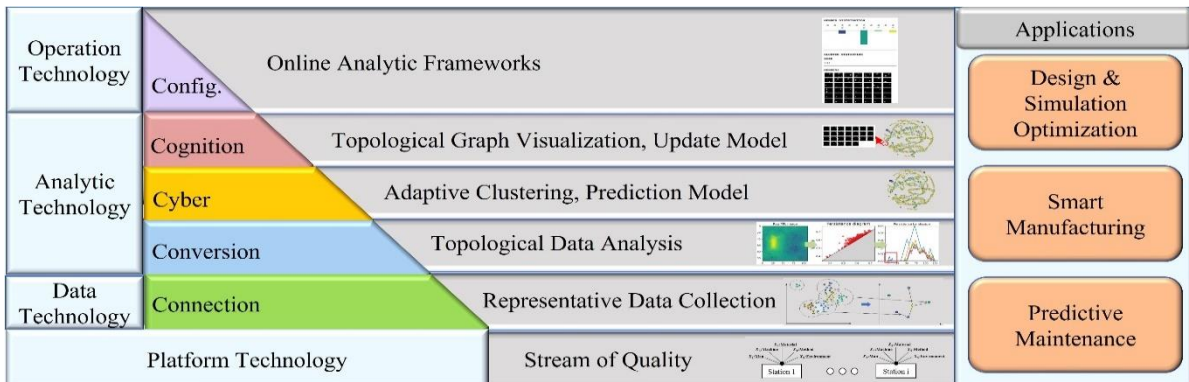 Operation
Technology
Config.
Online Analytic Frameworks
Applications
Design &
Simulation
Optimization
Analytic
Technology
Cognition
Topological Graph Visualization, Update Model
Cyber
Adaptive Clustering, Prediction Model
Smart
Manufacturing
Conversion
Topological Data Analysis
Data
Technology
Connection
Representative Data Collection
Predictive
Maintenance
Platform Technology
Stream of Quality
Station 1
Station i